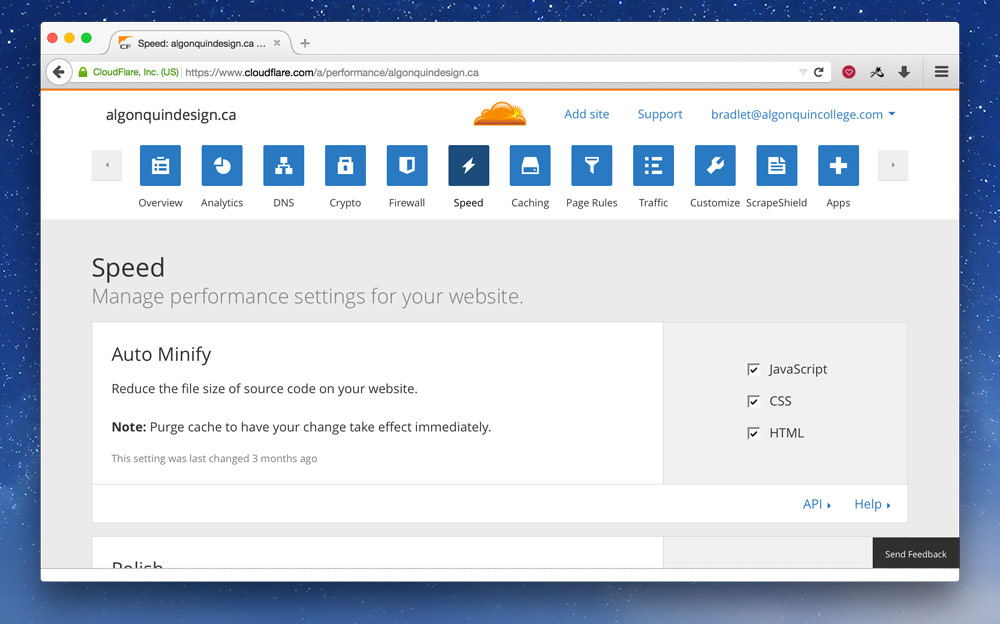 CF Speed: algonquindesign.ca ...
CloudFlare, Inc. (US) https://www.cloudflare.com/a/performance/algonquindesign.ca
algonquindesign.ca
Add site Support bradlet@algonquincollege.com
Overview Analytics DNS Crypto Firewall Speed Caching Page Rules Traffic Customize ScrapeShield Apps
Speed
Manage performance settings for your website.
Auto Minify
Reduce the file size of source code on your website.
Note: Purge cache to have your change take effect immediately.
This setting was last changed 3 months ago
JavaScript
CSS
HTML
API Help
Polish
Send Feedback